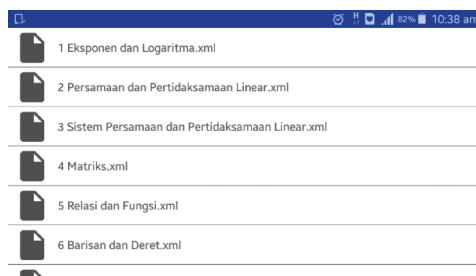 82% 10:38 am
1 Eksponen dan Logaritma.xml
2 Persamaan dan Pertidaksamaan Linear.xml
3 Sistem Persamaan dan Pertidaksamaan Linear.xml
4 Matriks.xml
5 Relasi dan Fungsi.xml
6 Barisan dan Deret.xml